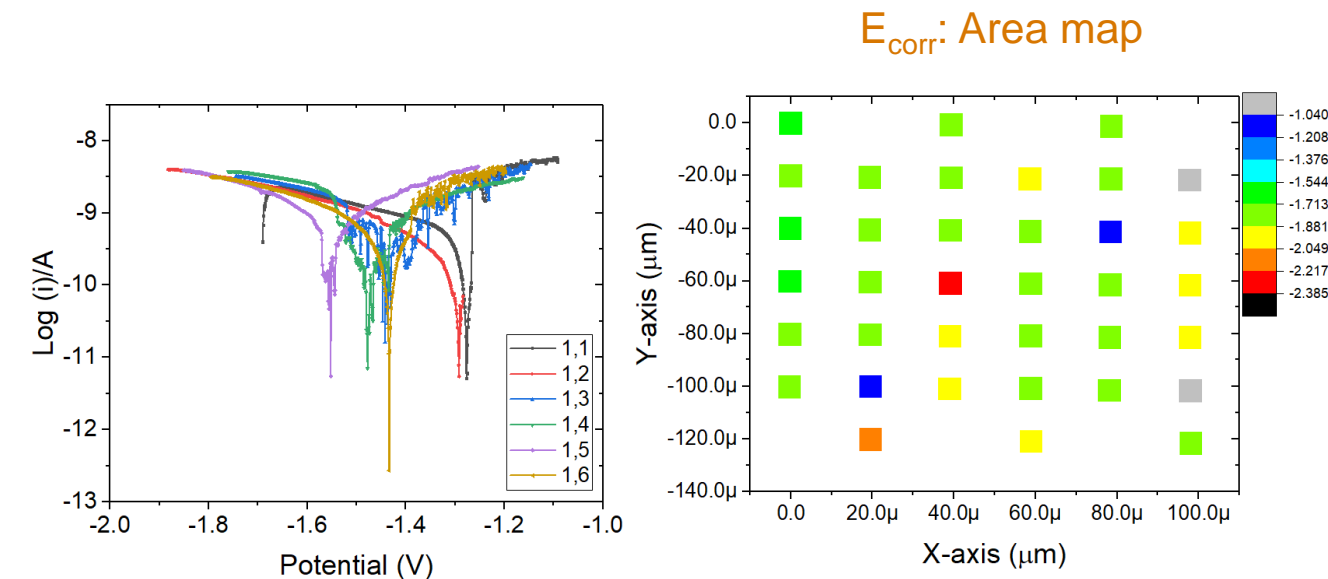 E_corr: Area map
-8
-9
-10
-11
-12
-13
Log (i)/A
-2.0 -1.8 -1.6 -1.4 -1.2 -1.0
Potential (V)
1,1
1,2
1,3
1,4
1,5
1,6
0.0
-20.0µ
-40.0µ
-60.0µ
-80.0µ
-100.0µ
-120.0µ
-140.0µ
Y-axis (µm)
0.0 20.0µ 40.0µ 60.0µ 80.0µ 100.0µ
X-axis (µm)
-1.040
-1.208
-1.376
-1.544
-1.713
-1.881
-2.049
-2.217
-2.385